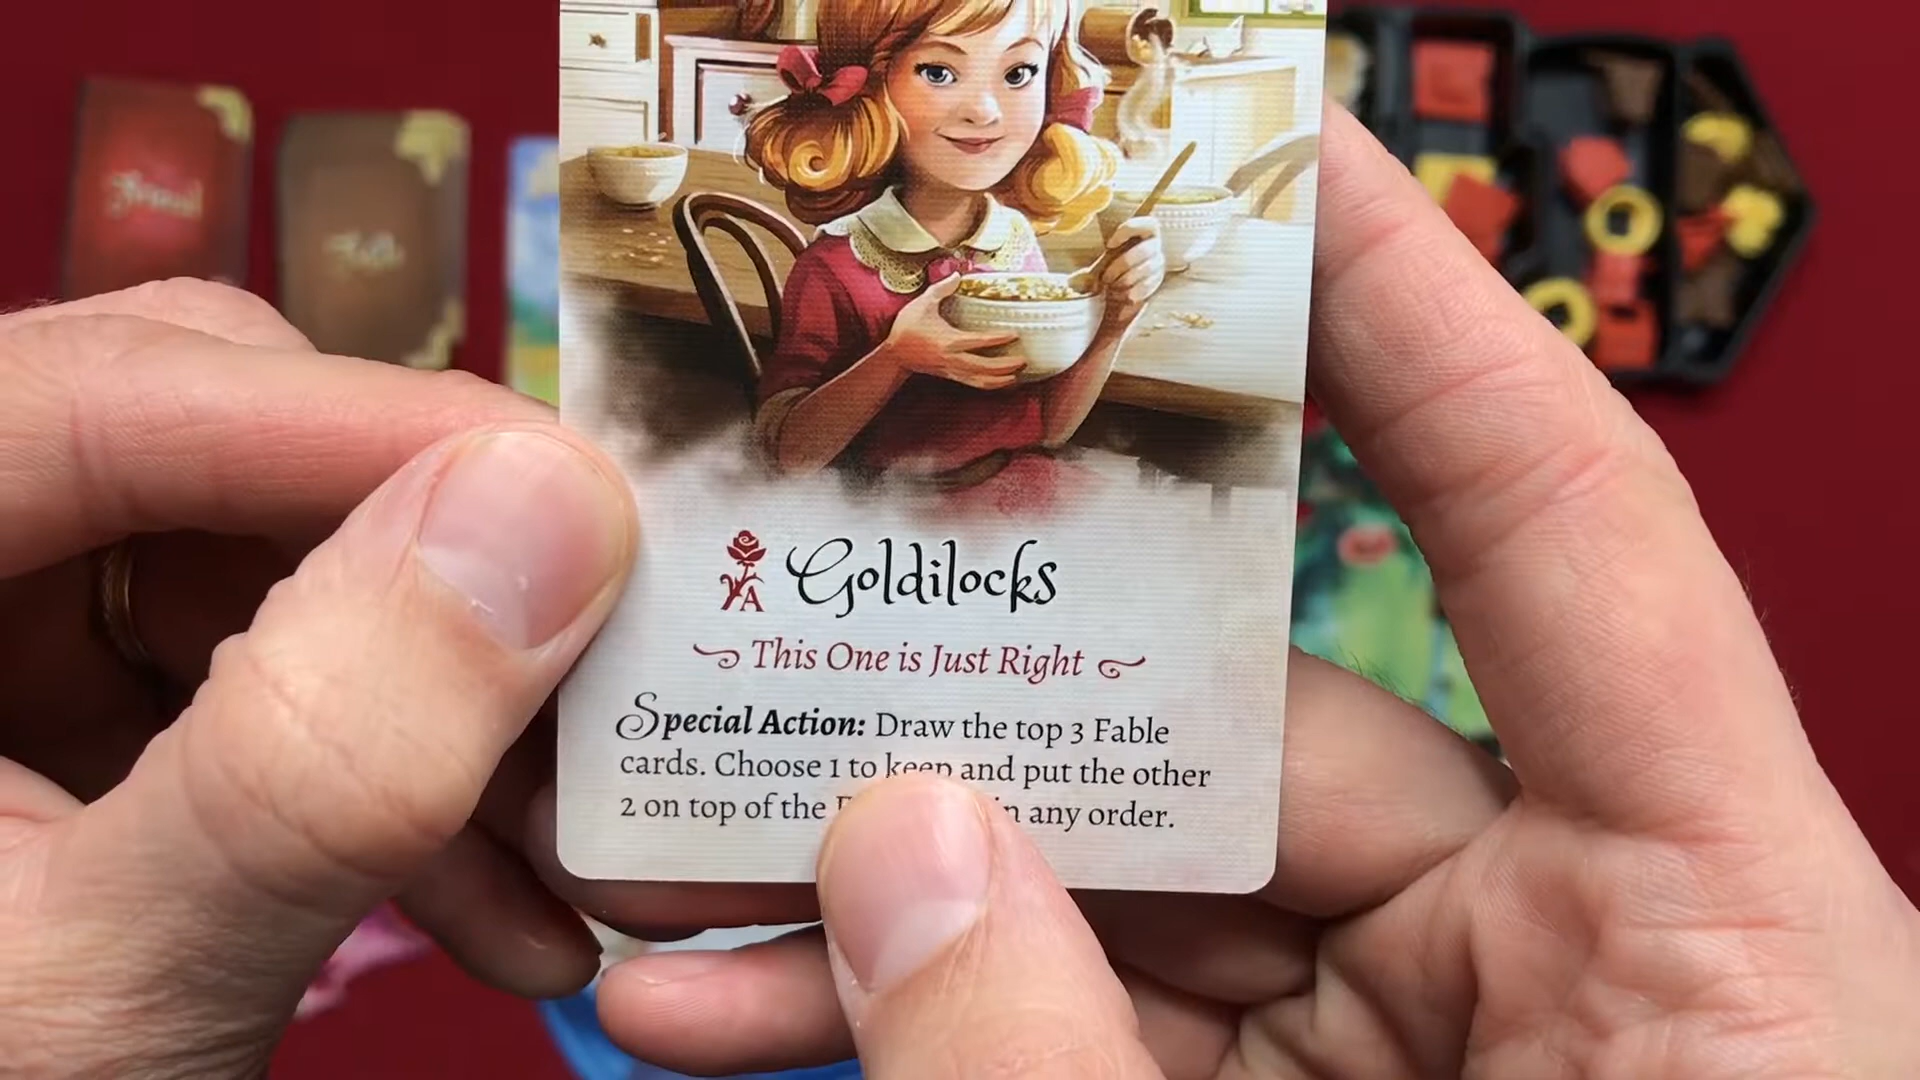 A Goldilocks
This One is Just Right
Special Action: Draw the top 3 Fable
cards. Choose 1 to keep and put the other
2 on top of the in any order.